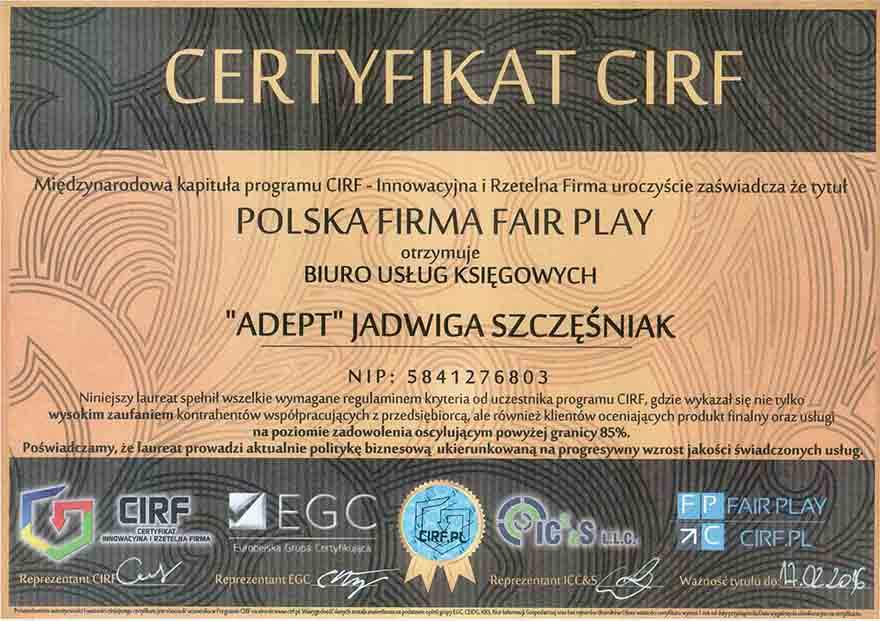 CERTYFIKAT CIRF
Międzynarodowa kapituła programu CIRF - Innowacyjna i Rzetelna Firma uroczyście zaświadcza że tytuł
POLSKA FIRMA FAIR PLAY
otrzymuje
BIURO USŁUG KSIĘGOWYCH
"ADEPT" JADWIGA SZCZĘŚNIAK
NIP: 5841276803
Niniejszy laureat spełnił wszelkie wymagane regulaminem kryteria od uczestnika programu CIRF, gdzie wykazał się nie tylko
wysokim zaufaniem kontrahentów współpracujących z przedsiębiorcą, ale również klientów oceniających produkt finalny oraz usługi
na poziomie zadowolenia oscylującym powyżej granicy 85%.
Poświadczamy, że laureat prowadzi aktualnie politykę biznesową ukierunkowaną na progresywny wzrost jakości świadczonych usług.
CIRF
CERTYFIKAT
INNOWACYJNA I RZETELNA FIRMA
EGC
Europejska Grupa Certyfikująca
CIRF.PL
IC²&S L.L.C.
FP FAIR PLAY
C CIRF.PL
Reprezentant CIRF
Reprezentant EGC
Reprezentant ICC&S
Ważność tytułu do: 17.02.2016